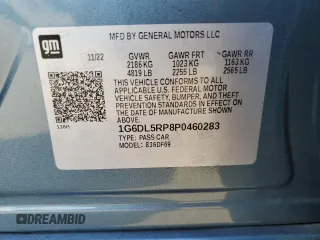 gm
MFD BY GENERAL MOTORS LLC
11/22 GVWR GAWR FRT GAWR RR
2186 KG 1023 KG 1163 KG
4819 LB 2255 LB 2565 LB
THIS VEHICLE CONFORMS TO ALL
APPLICABLE U.S. FEDERAL MOTOR
VEHICLE SAFETY, BUMPER, AND THEFT
PREVENTION STANDARDS IN EFFECT ON
THE DATE OF MANUFACTURE SHOWN ABOVE.
1G6DL5RP8P0460283
TYPE: PASS CAR
MODEL: 6DF69
DREAMBID